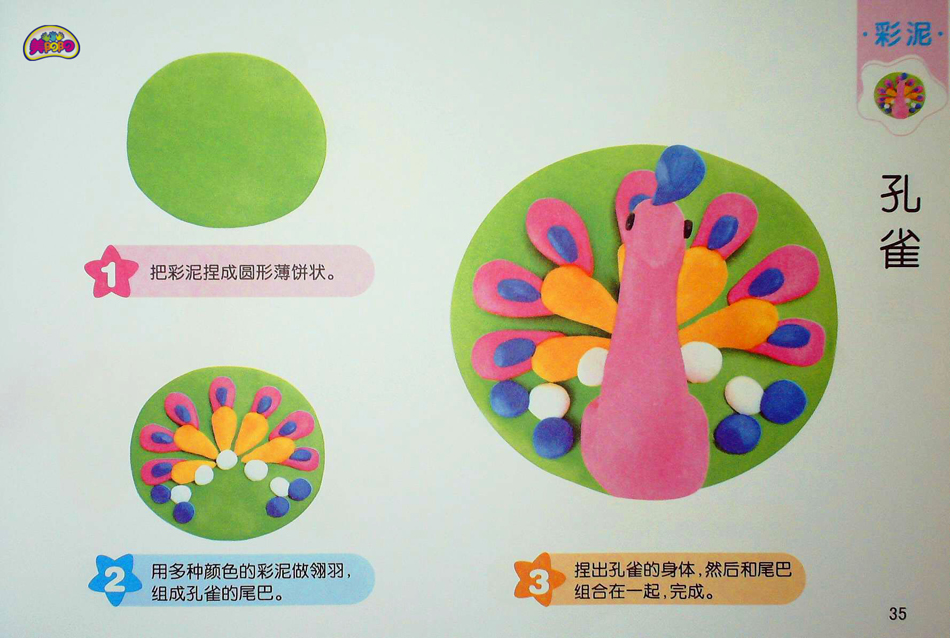 MPOPO
·彩泥·
孔雀
1
把彩泥捏成圆形薄饼状。
2
用多种颜色的彩泥做翎羽,
组成孔雀的尾巴。
3
捏出孔雀的身体,然后和尾巴
组合在一起,完成。
35